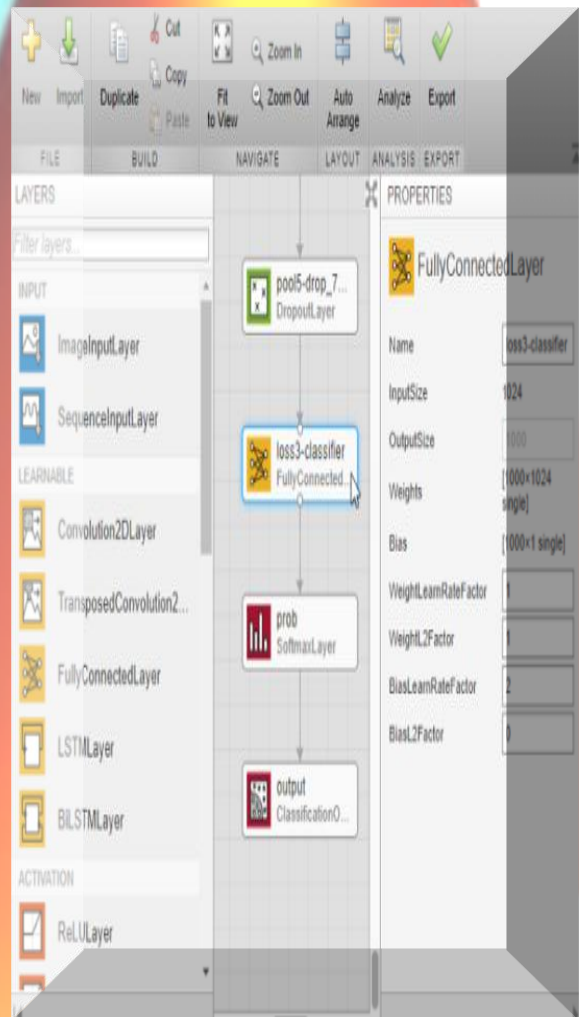 Cut
Copy
Paste
New Import Duplicate
Fit to View
Zoom In
Zoom Out
Auto Arrange
Analyze Export
FILE BUILD NAVIGATE LAYOUT ANALYSIS EXPORT
LAYERS
Filter layers...
INPUT
ImageInputLayer
SequenceInputLayer
LEARNABLE
Convolution2DLayer
TransposedConvolution2...
FullyConnectedLayer
LSTMLayer
BiLSTMLayer
ACTIVATION
ReLULayer
pool5-drop_7...
DropoutLayer
loss3-classifier
FullyConnected...
prob
SoftmaxLayer
output
ClassificationO...
PROPERTIES
FullyConnectedLayer
Name loss3-classifier
InputSize 1024
OutputSize 1000
Weights [1000×1024 single]
Bias [1000×1 single]
WeightLearnRateFactor 1
WeightL2Factor 1
BiasLearnRateFactor 2
BiasL2Factor 0